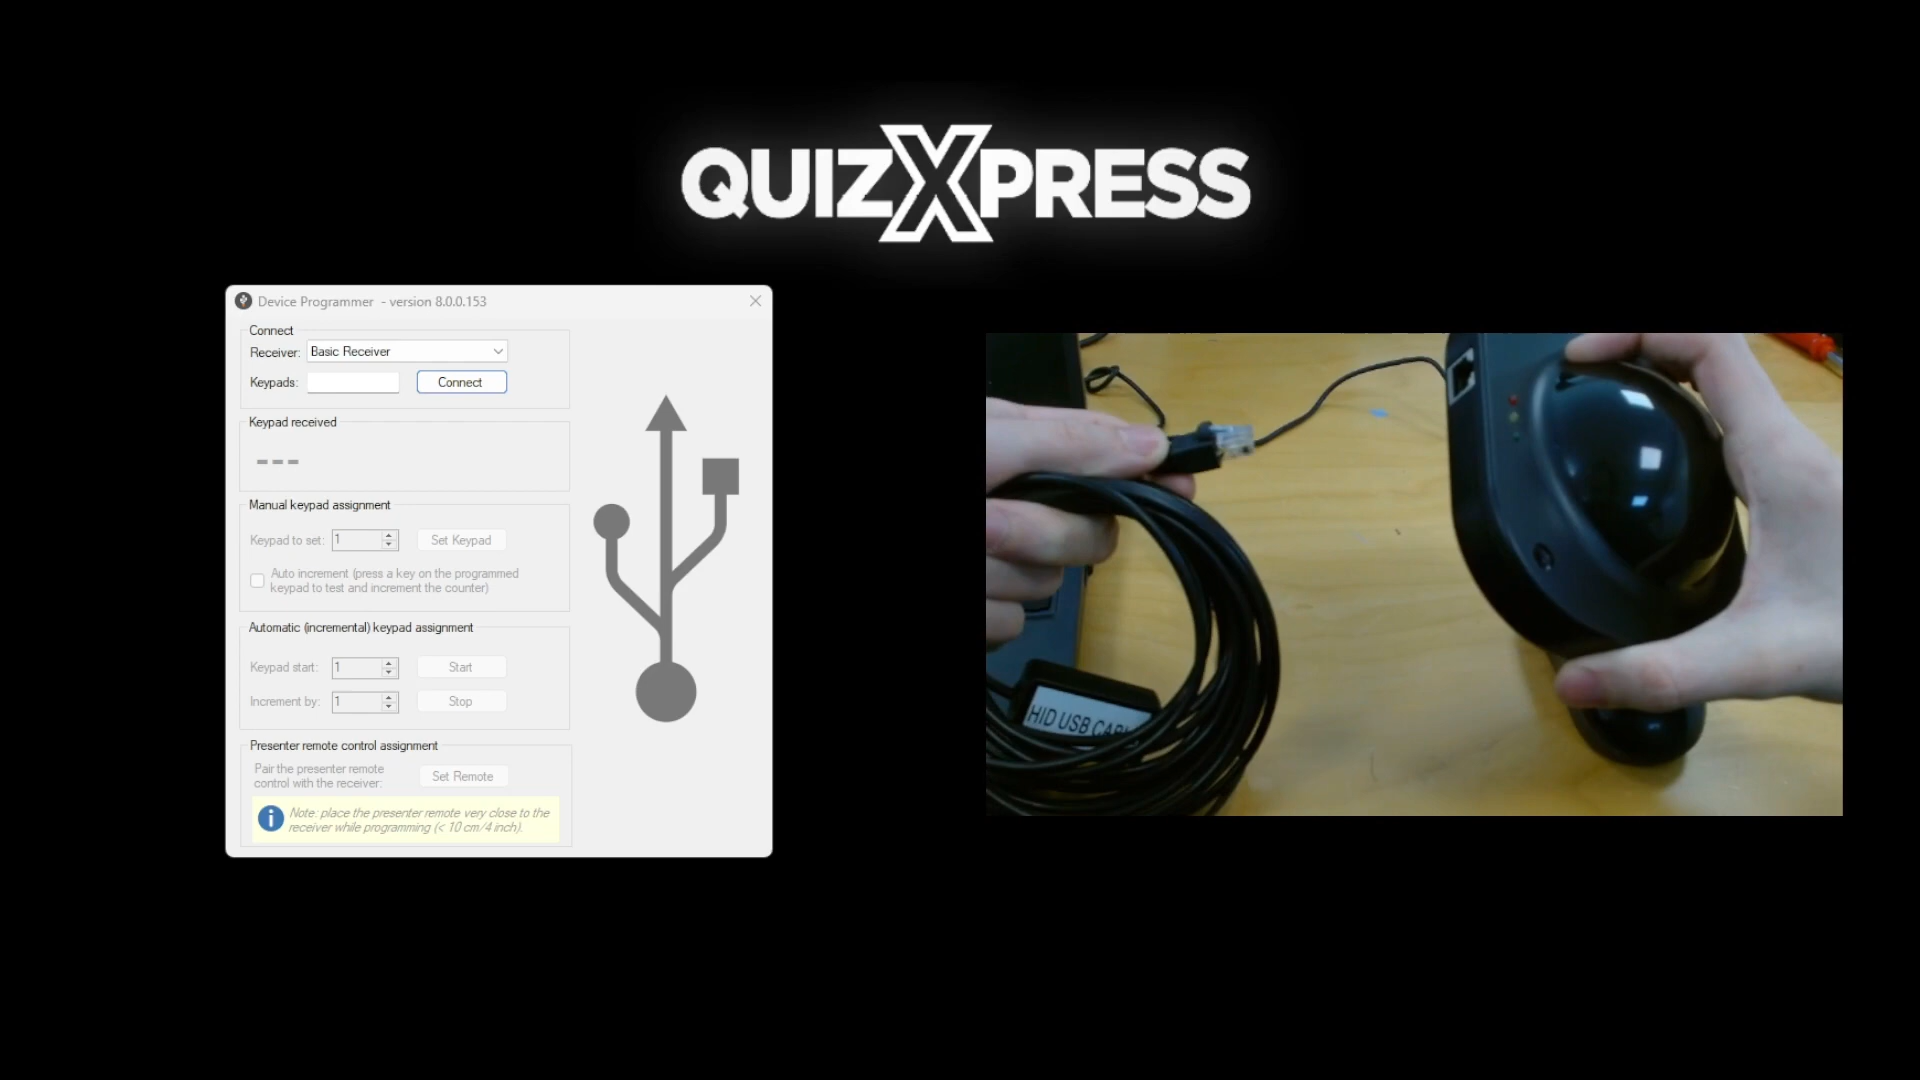 QUIZXPRESS
Device Programmer - version 8.0.0.153
Connect
Receiver: Basic Receiver
Keypads: Connect
Keypad received
---
Manual keypad assignment
Keypad to set: 1 Set Keypad
Auto increment (press a key on the programmed
keypad to test and increment the counter)
Automatic (incremental) keypad assignment
Keypad start: 1 Start
Increment by: 1 Stop
Presenter remote control assignment
Pair the presenter remote
control with the receiver: Set Remote
Note: place the presenter remote very close to the
receiver while programming (< 10 cm/4 inch).
HID USB CABL